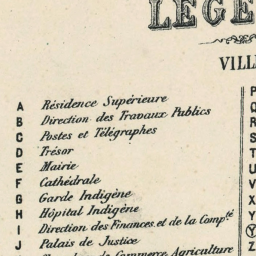 LÉGE
VILL
A Résidence Supérieure
B Direction des Travaux Publics
C Postes et Télégraphes
D Trésor
E Mairie
F Cathédrale
G Garde Indigène
H Hôpital Indigène
I Direction des Finances et de la Compté
J Palais de Justice
de Commerce, Agriculture
P
Q
R
S
T
U
V
X
Y
Y
Z